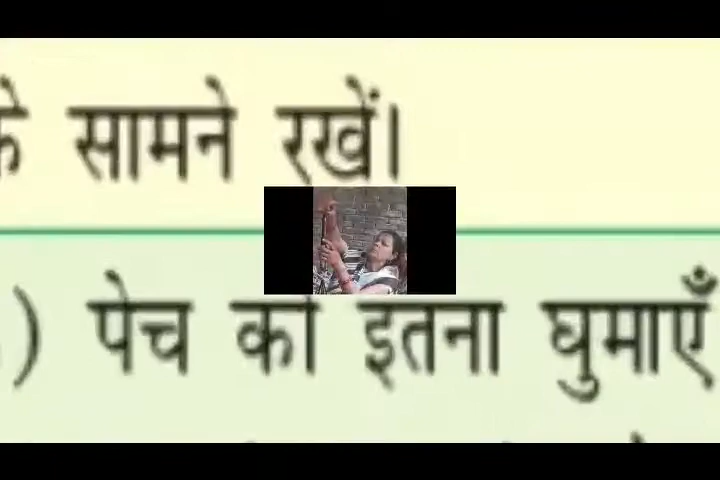 के सामने रखें।
) पेच को इतना घुमाएँ